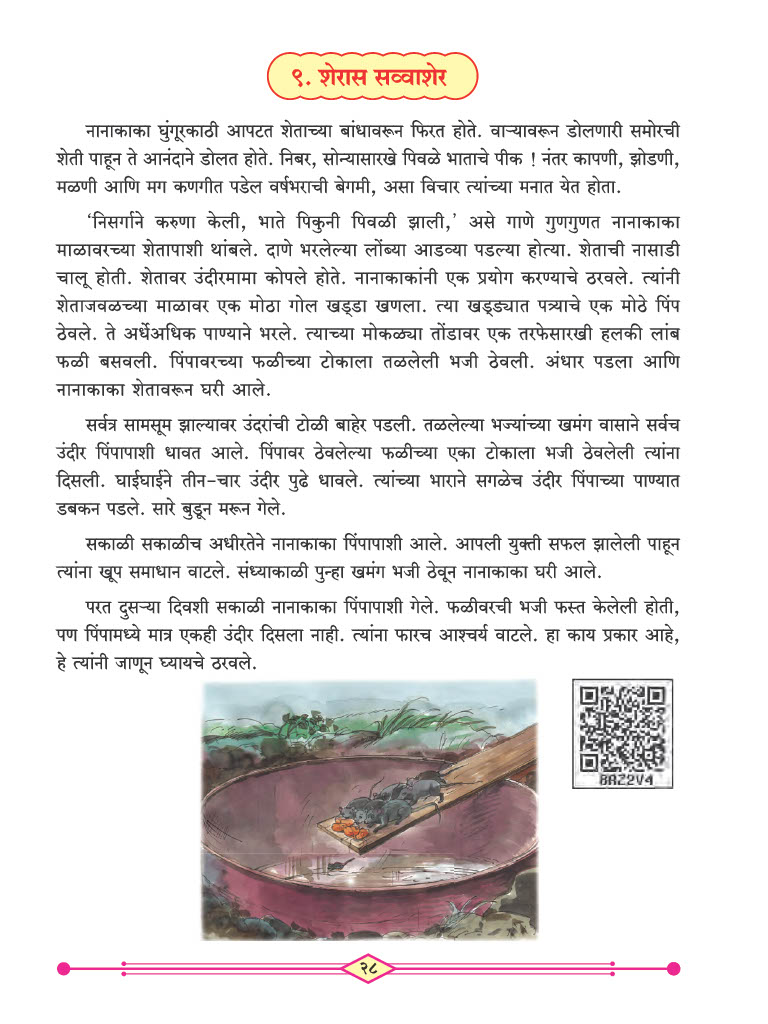 ९. शेरास सव्वाशेर
नानाकाका घुंगूरकाठी आपटत शेताच्या बांधावरून फिरत होते. वाऱ्यावरून डोलणारी समोरची
शेती पाहून ते आनंदाने डोलत होते. निबर, सोन्यासारखे पिवळे भाताचे पीक ! नंतर कापणी, झोडणी,
मळणी आणि मग कणगीत पडेल वर्षभराची बेगमी, असा विचार त्यांच्या मनात येत होता.
‘निसर्गाने करुणा केली, भाते पिकुनी पिवळी झाली,’ असे गाणे गुणगुणत नानाकाका
माळावरच्या शेतापाशी थांबले. दाणे भरलेल्या लोंब्या आडव्या पडल्या होत्या. शेताची नासाडी
चालू होती. शेतावर उंदीरमामा कोपले होते. नानाकाकांनी एक प्रयोग करण्याचे ठरवले. त्यांनी
शेताजवळच्या माळावर एक मोठा गोल खड्डा खणला. त्या खड्ड्यात पत्र्याचे एक मोठे पिंप
ठेवले. ते अर्धेअधिक पाण्याने भरले. त्याच्या मोकळ्या तोंडावर एक तरफेसारखी हलकी लांब
फळी बसवली. पिंपावरच्या फळीच्या टोकाला तळलेली भजी ठेवली. अंधार पडला आणि
नानाकाका शेतावरून घरी आले.
सर्वत्र सामसूम झाल्यावर उंदरांची टोळी बाहेर पडली. तळलेल्या भज्यांच्या खमंग वासाने सर्वच
उंदीर पिंपापाशी धावत आले. पिंपावर ठेवलेल्या फळीच्या एका टोकाला भजी ठेवलेली त्यांना
दिसली. घाईघाईने तीन-चार उंदीर पुढे धावले. त्यांच्या भाराने सगळेच उंदीर पिंपाच्या पाण्यात
डबकन पडले. सारे बुडून मरून गेले.
सकाळी सकाळीच अधीरतेने नानाकाका पिंपापाशी आले. आपली युक्ती सफल झालेली पाहून
त्यांना खूप समाधान वाटले. संध्याकाळी पुन्हा खमंग भजी ठेवून नानाकाका घरी आले.
परत दुसऱ्या दिवशी सकाळी नानाकाका पिंपापाशी गेले. फळीवरची भजी फस्त केलेली होती,
पण पिंपामध्ये मात्र एकही उंदीर दिसला नाही. त्यांना फारच आश्चर्य वाटले. हा काय प्रकार आहे,
हे त्यांनी जाणून घ्यायचे ठरवले.
8AZ2V4
२८